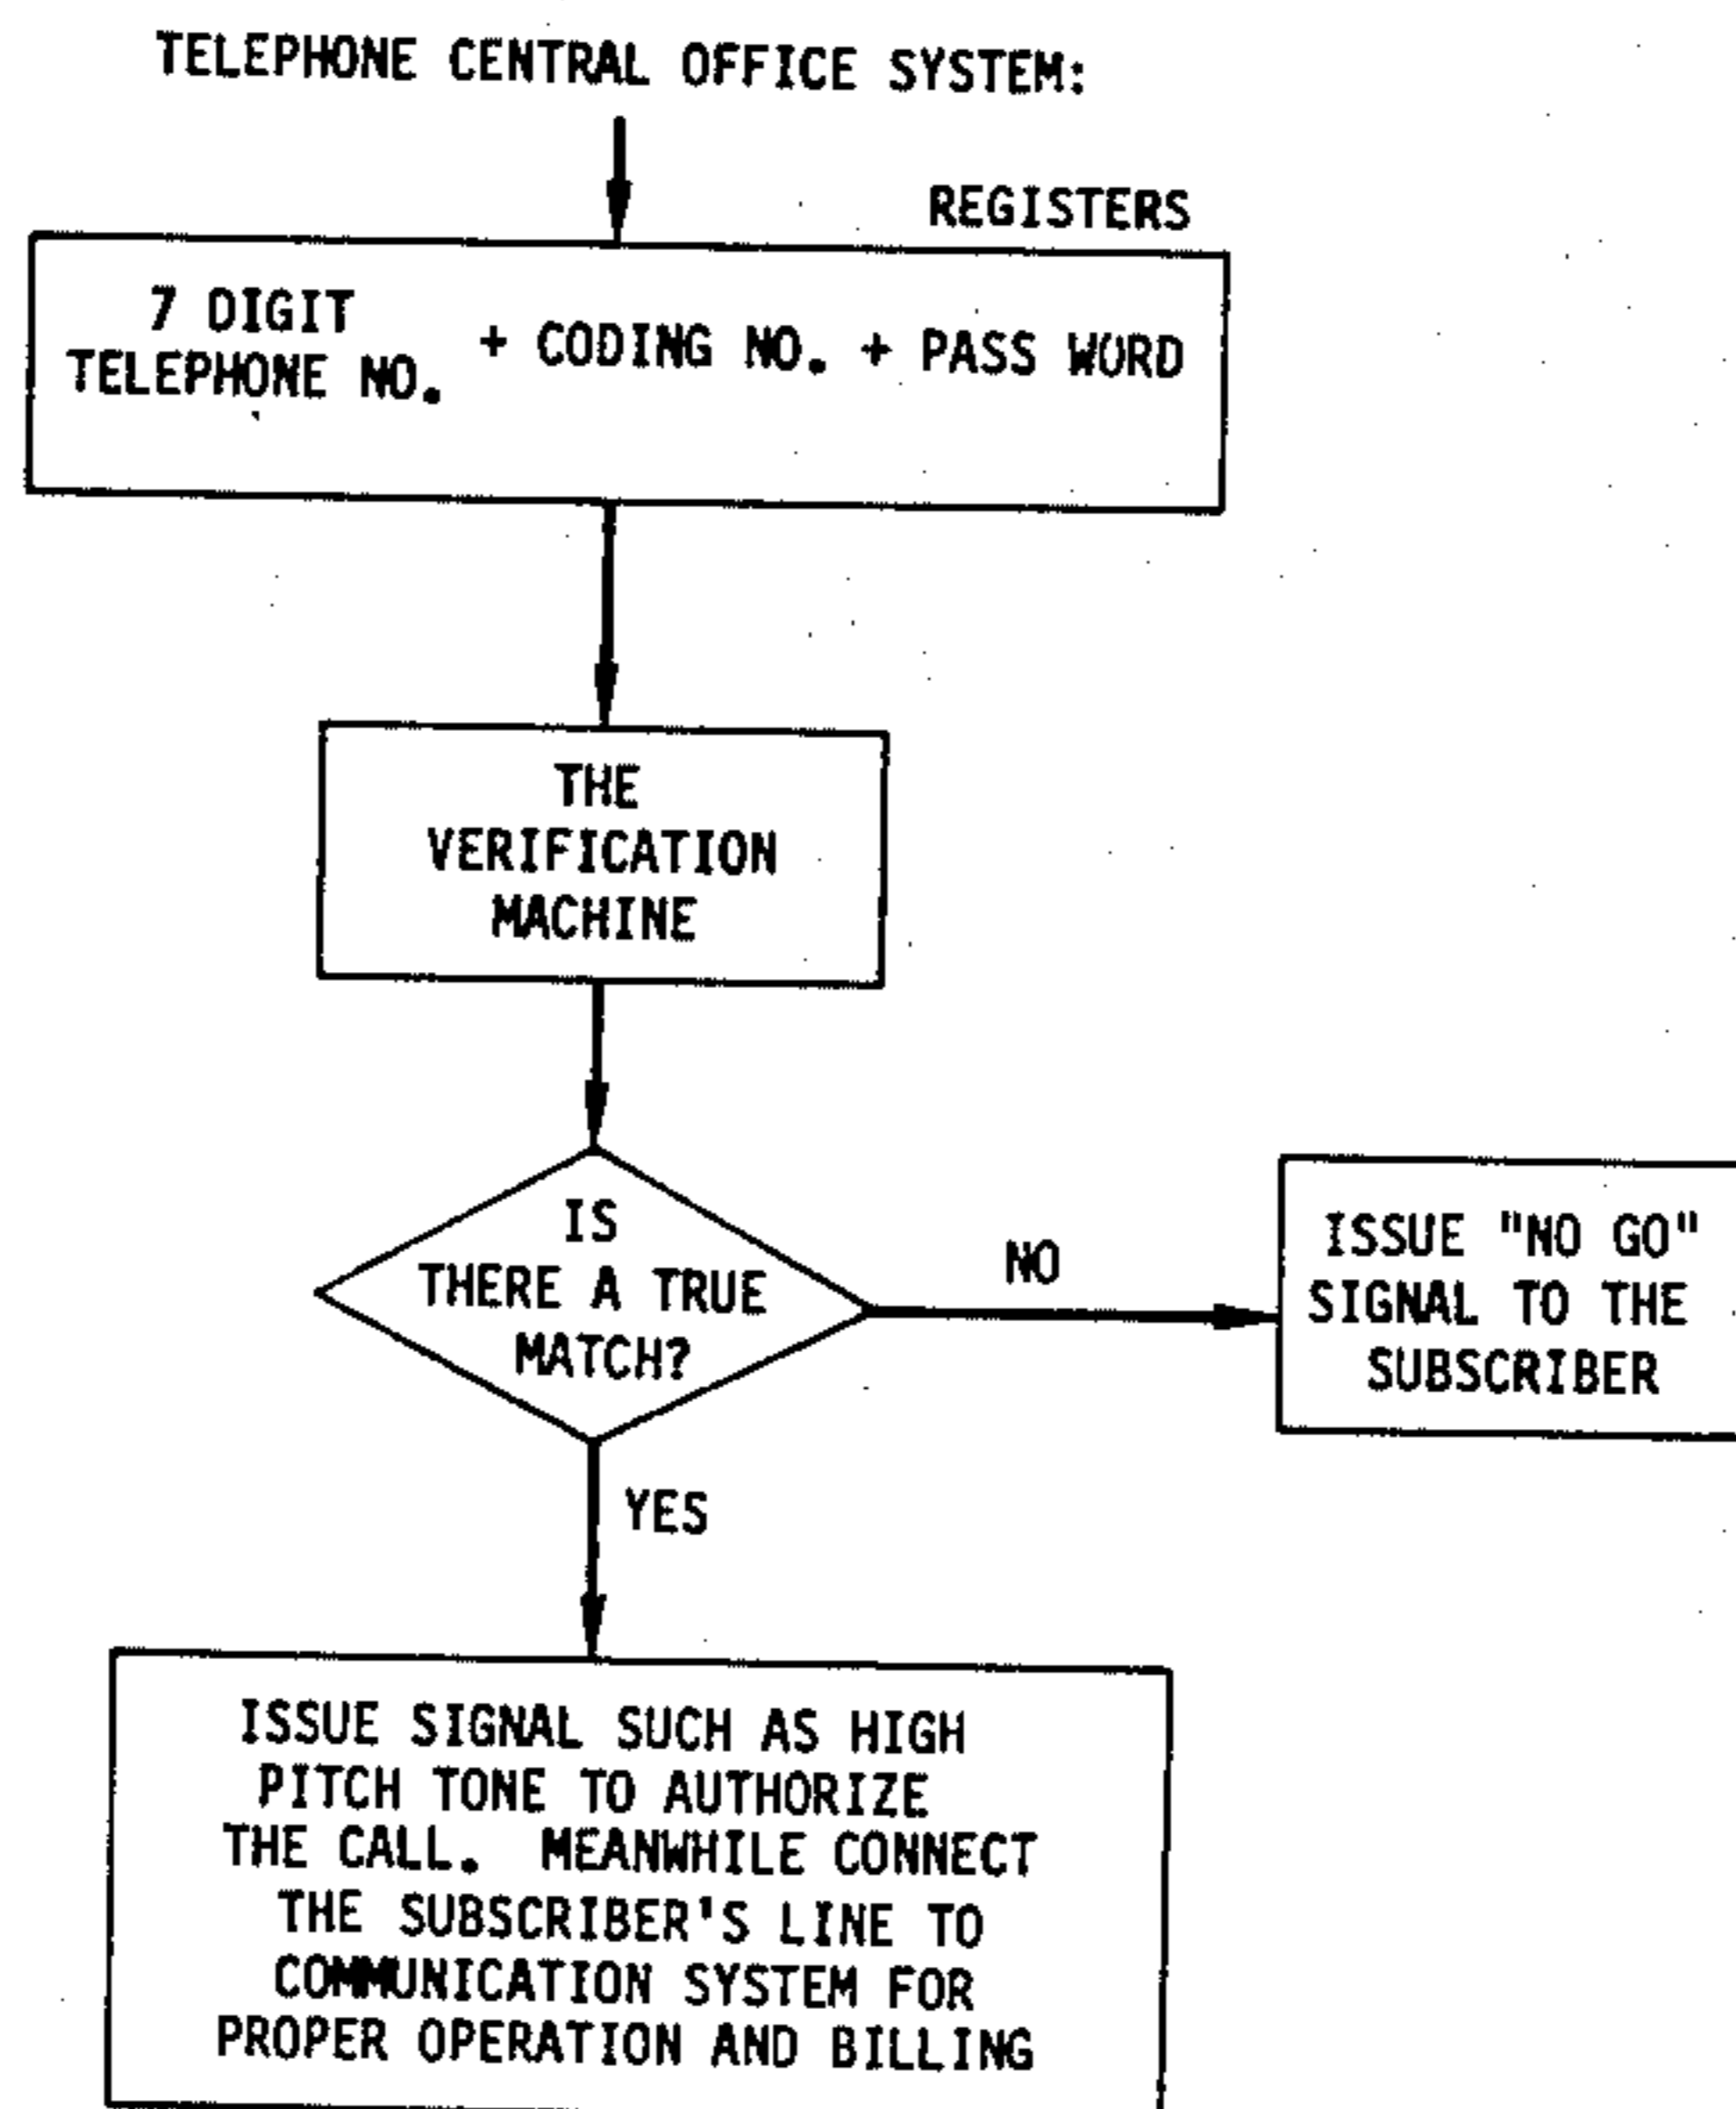 TELEPHONE CENTRAL OFFICE SYSTEM:
REGISTERS
7 DIGIT
TELEPHONE NO. + CODING NO. + PASS WORD
THE
VERIFICATION
MACHINE
IS
THERE A TRUE
MATCH?
NO
ISSUE "NO GO"
SIGNAL TO THE
SUBSCRIBER
YES
ISSUE SIGNAL SUCH AS HIGH
PITCH TONE TO AUTHORIZE
THE CALL. MEANWHILE CONNECT
THE SUBSCRIBER'S LINE TO
COMMUNICATION SYSTEM FOR
PROPER OPERATION AND BILLING